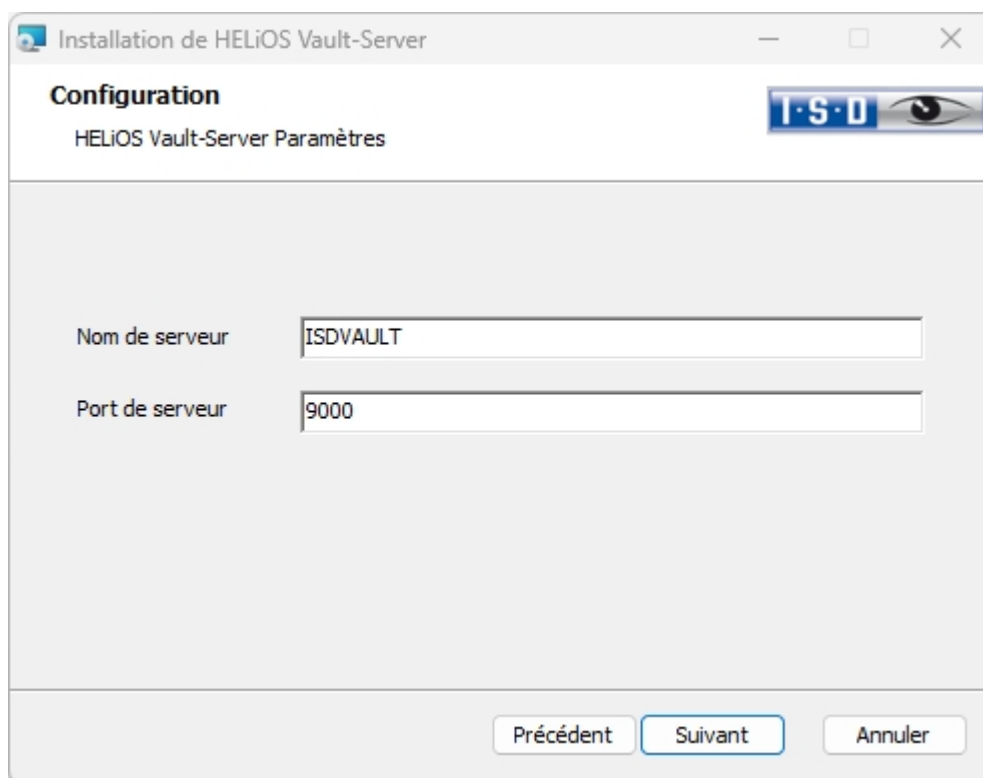 Installation de HELiOS Vault-Server
Configuration
I·S·D
HELiOS Vault-Server Paramètres
Nom de serveur ISDVAULT
Port de serveur 9000
Précédent Suivant Annuler